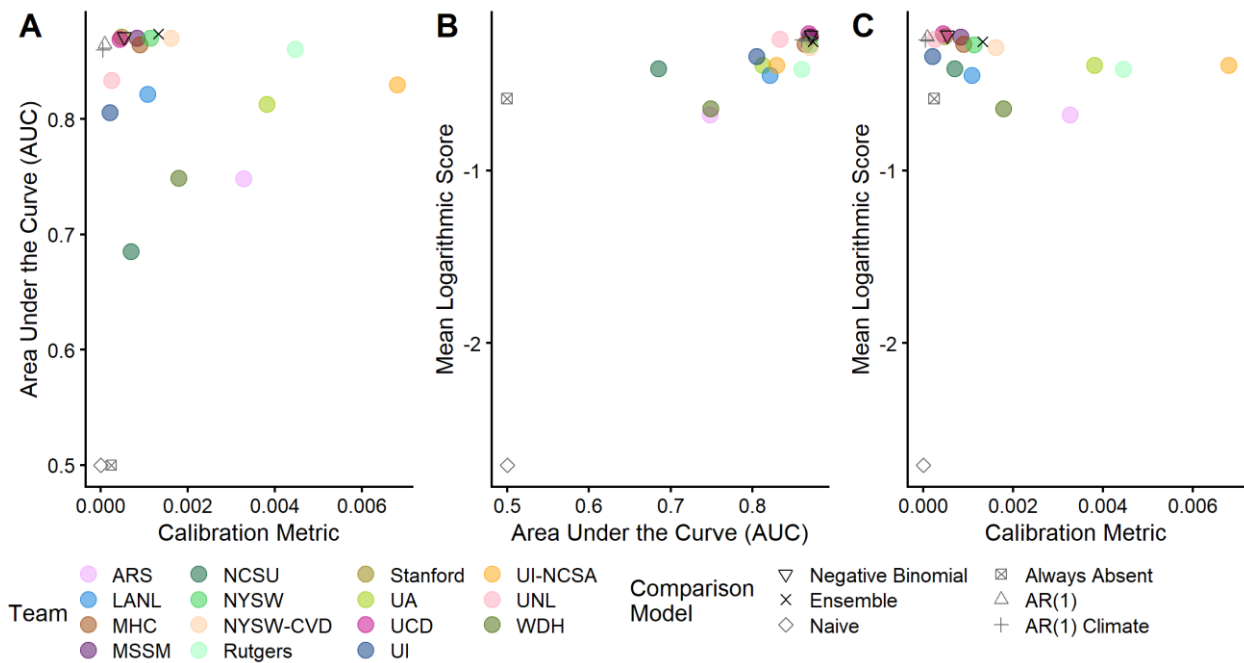 A
B
C
Area Under the Curve (AUC)
0.8
0.7
0.6
0.5
0.000 0.002 0.004 0.006
Calibration Metric
Mean Logarithmic Score
-1
-2
0.5 0.6 0.7 0.8
Area Under the Curve (AUC)
Mean Logarithmic Score
-1
-2
0.000 0.002 0.004 0.006
Calibration Metric
Team
ARS NCSU Stanford UI-NCSA
LANL NYSW UA UNL
MHC NYSW-CVD UCD WDH
MSSM Rutgers UI
Comparison
Model
Negative Binomial Always Absent
Ensemble AR(1)
Naive AR(1) Climate